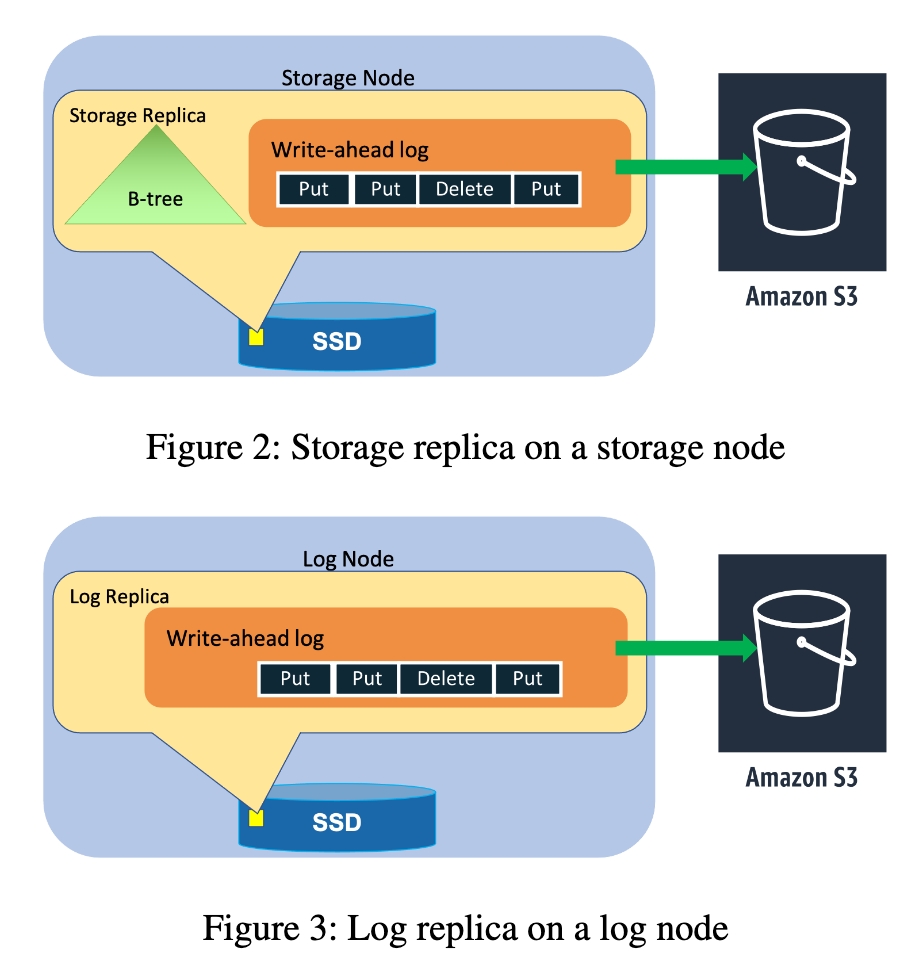 Storage Node
Storage Replica
B-tree
Write-ahead log
Put Put Delete Put
SSD
Amazon S3
Figure 2: Storage replica on a storage node
Log Node
Log Replica
Write-ahead log
Put Put Delete Put
SSD
Amazon S3
Figure 3: Log replica on a log node